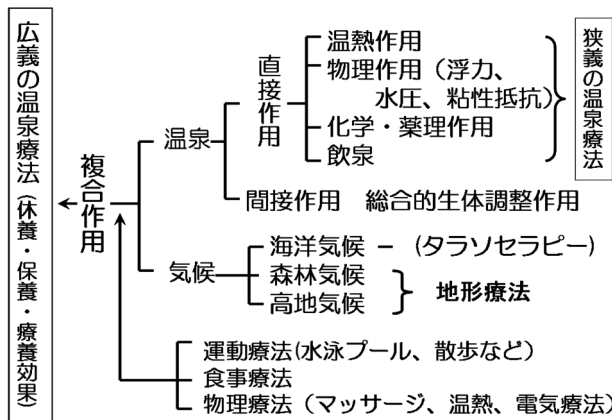 広義の温泉療法（休養・保養・療養効果）
複合作用
温泉
直接作用
温熱作用
物理作用（浮力、
水圧、粘性抵抗）
化学・薬理作用
飲泉
狭義の温泉療法
間接作用　総合的生体調整作用
気候
海洋気候 － （タラソセラピー）
森林気候
高地気候
地形療法
運動療法(水泳プール、散歩など）
食事療法
物理療法（マッサージ、温熱、電気療法）